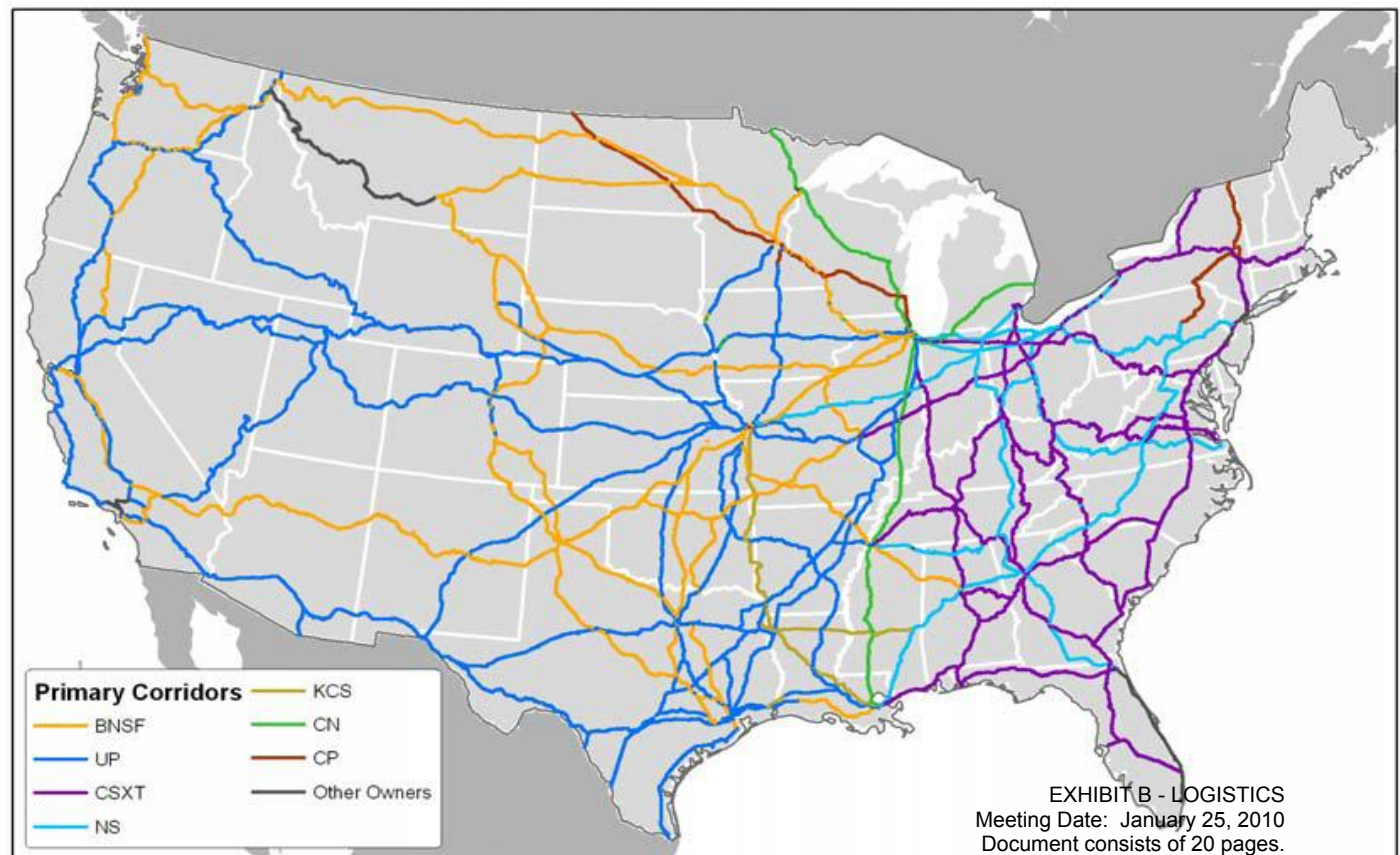 Primary Corridors
BNSF
UP
CSXT
NS
KCS
CN
CP
Other Owners
EXHIBIT B - LOGISTICS
Meeting Date: January 25, 2010
Document consists of 20 pages.